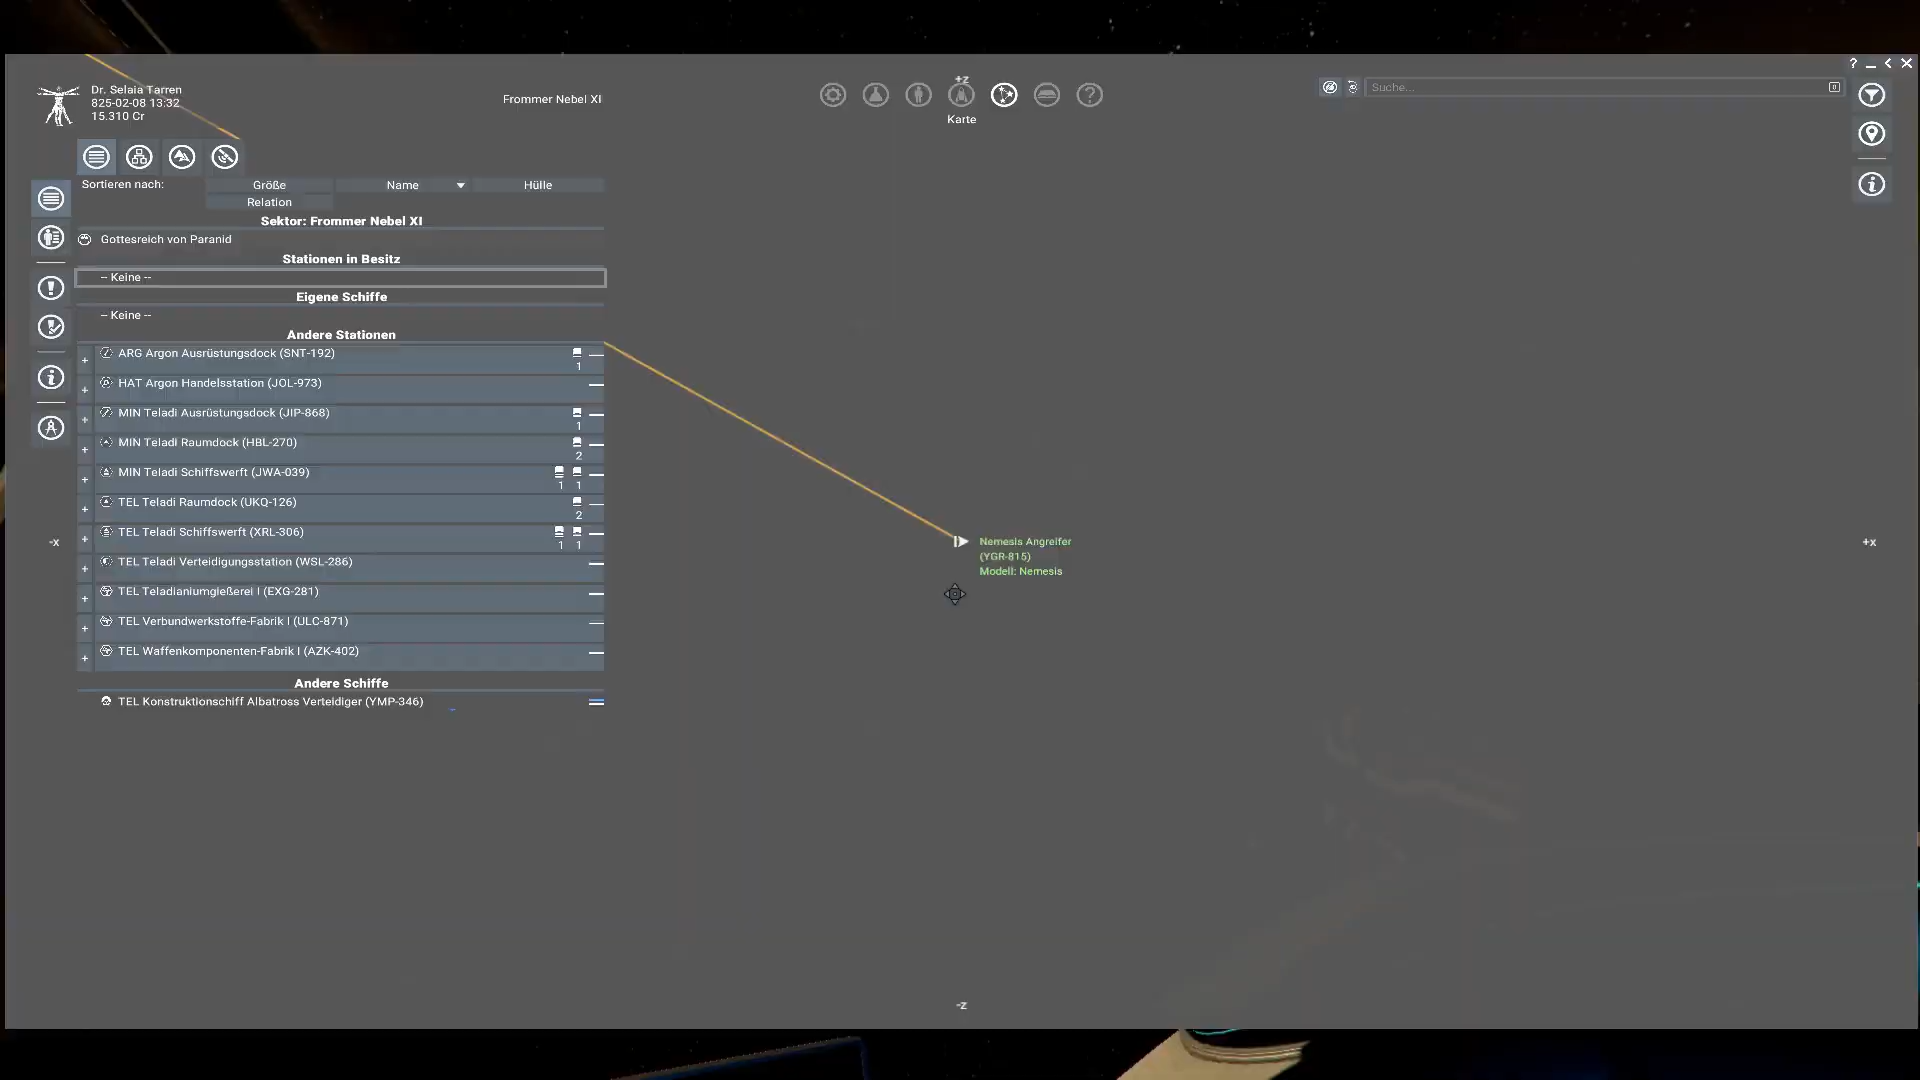 Dr. Selaia Tarren
825-02-08 13:32
15.310 Cr
Frommer Nebel XI
+z
Karte
Suche...
Sortieren nach:
Größe
Name
Hülle
Relation
Sektor: Frommer Nebel XI
Gottesreich von Paranid
Stationen in Besitz
-- Keine --
Eigene Schiffe
-- Keine --
Andere Stationen
+ ARG Argon Ausrüstungsdock (SNT-192)
1
+ HAT Argon Handelsstation (JOL-973)
+ MIN Teladi Ausrüstungsdock (JIP-868)
1
+ MIN Teladi Raumdock (HBL-270)
2
+ MIN Teladi Schiffswerft (JWA-039)
1 1
+ TEL Teladi Raumdock (UKQ-126)
2
+ TEL Teladi Schiffswerft (XRL-306)
1 1
+ TEL Teladi Verteidigungsstation (WSL-286)
+ TEL Teladianiumgießerei I (EXG-281)
+ TEL Verbundwerkstoffe-Fabrik I (ULC-871)
+ TEL Waffenkomponenten-Fabrik I (AZK-402)
Andere Schiffe
TEL Konstruktionschiff Albatross Verteidiger (YMP-346)
-x
Nemesis Angreifer
(YGR-815)
Modell: Nemesis
+x
-z